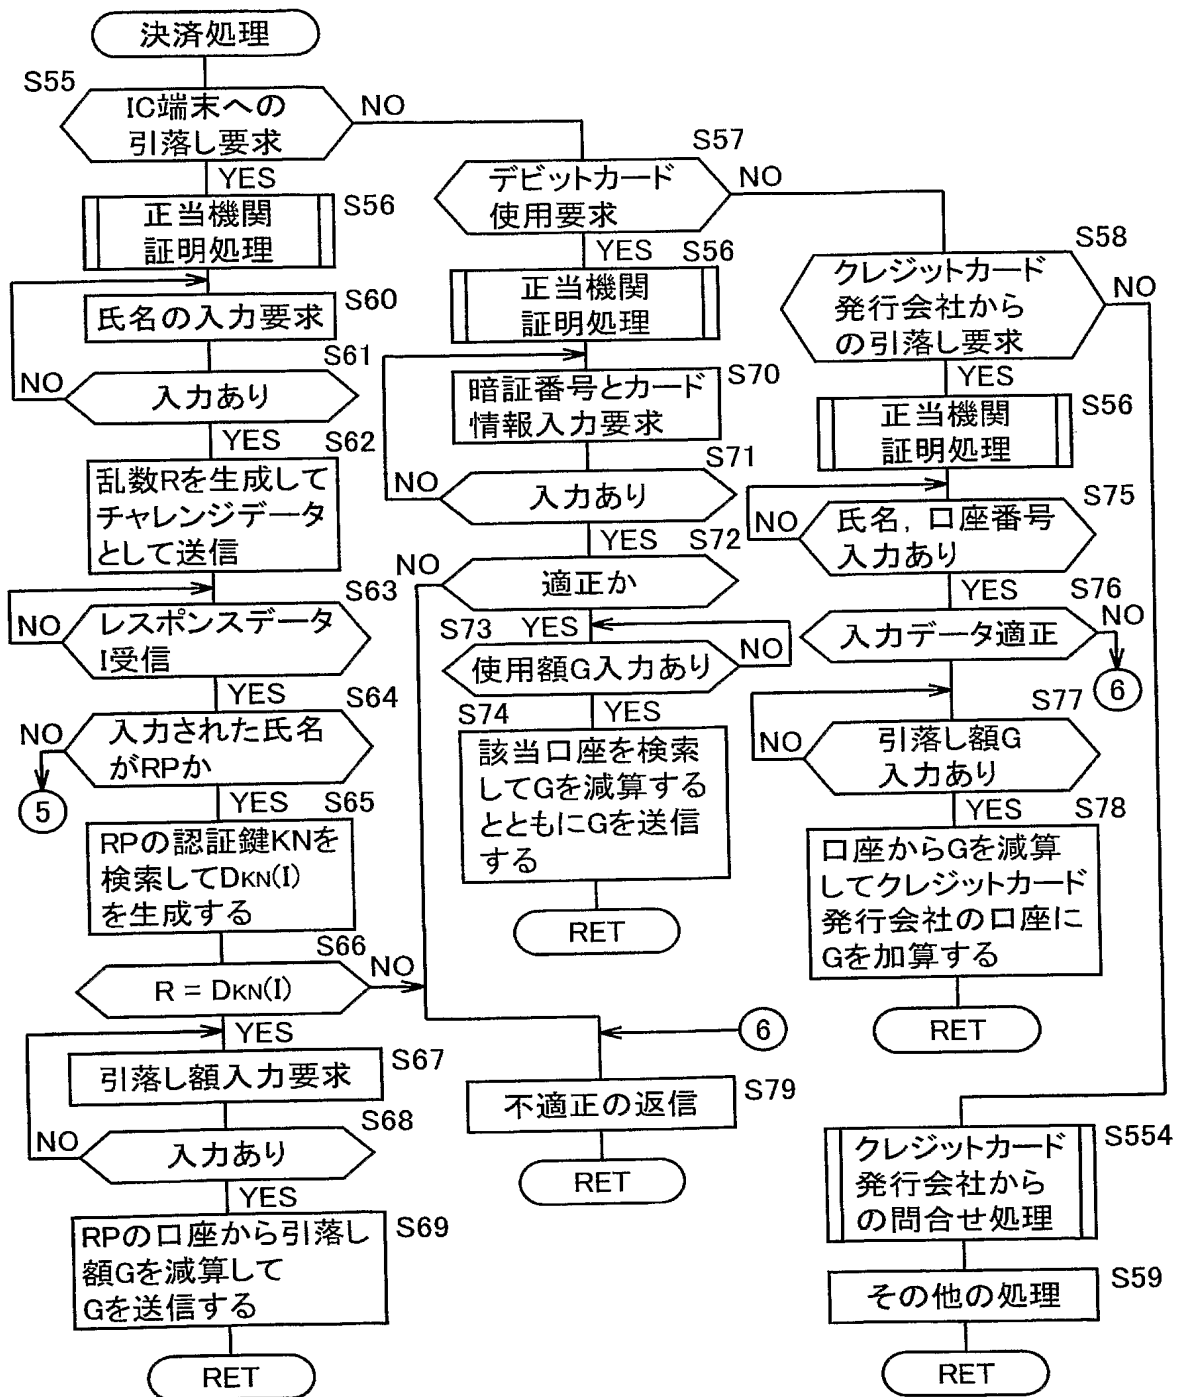 決済処理
S55
IC端末への
引落し要求
NO
YES
正当機関
証明処理
S56
氏名の入力要求
S60
S61
入力あり
NO
YES
S62
乱数Rを生成して
チャレンジデータ
として送信
S63
レスポンスデータ
I受信
NO
YES
S64
入力された氏名
がRPか
NO
5
YES
S65
RPの認証鍵KNを
検索してDKN(I)
を生成する
S66
R = DKN(I)
NO
YES
引落し額入力要求
S67
S68
入力あり
NO
YES
RPの口座から引落し
額Gを減算して
Gを送信する
S69
RET
S57
デビットカード
使用要求
NO
YES
S56
正当機関
証明処理
暗証番号とカード
情報入力要求
S70
S71
入力あり
NO
YES
S72
適正か
NO
YES
S73
使用額G入力あり
NO
YES
S74
該当口座を検索
してGを減算する
とともにGを送信
する
RET
6
不適正の返信
S79
RET
S58
クレジットカード
発行会社から
の引落し要求
NO
YES
正当機関
証明処理
S56
S75
氏名, 口座番号
入力あり
NO
YES
S76
入力データ適正
NO
6
S77
引落し額G
入力あり
NO
YES
S78
口座からGを減算
してクレジットカード
発行会社の口座に
Gを加算する
RET
クレジットカード
発行会社から
の問合せ処理
S554
その他の処理
S59
RET